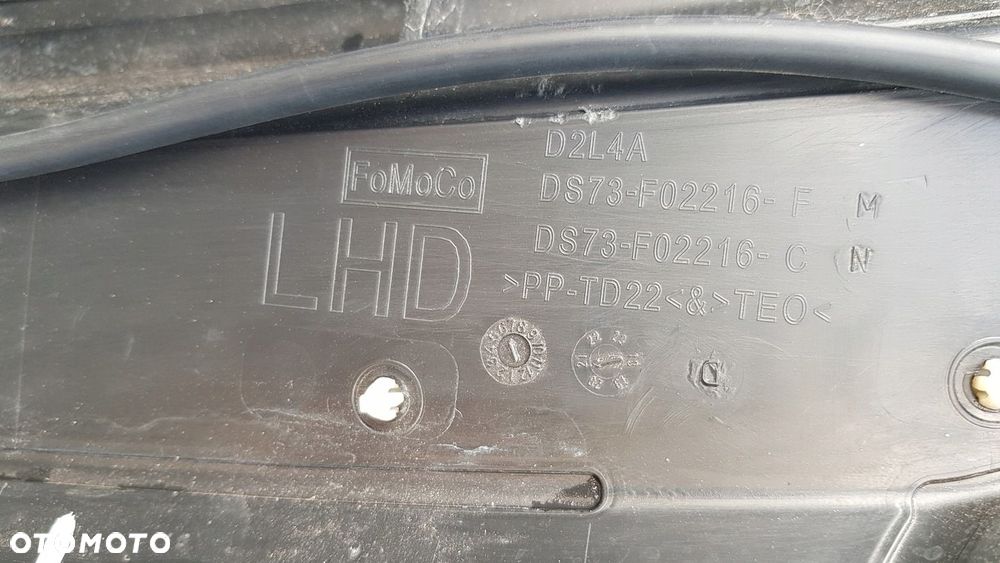 D2L4A
FoMoCo
DS73-F02216- F M
LHD
DS73-F02216- C N
>PP-TD22<&>TEO<
OTOMOTO